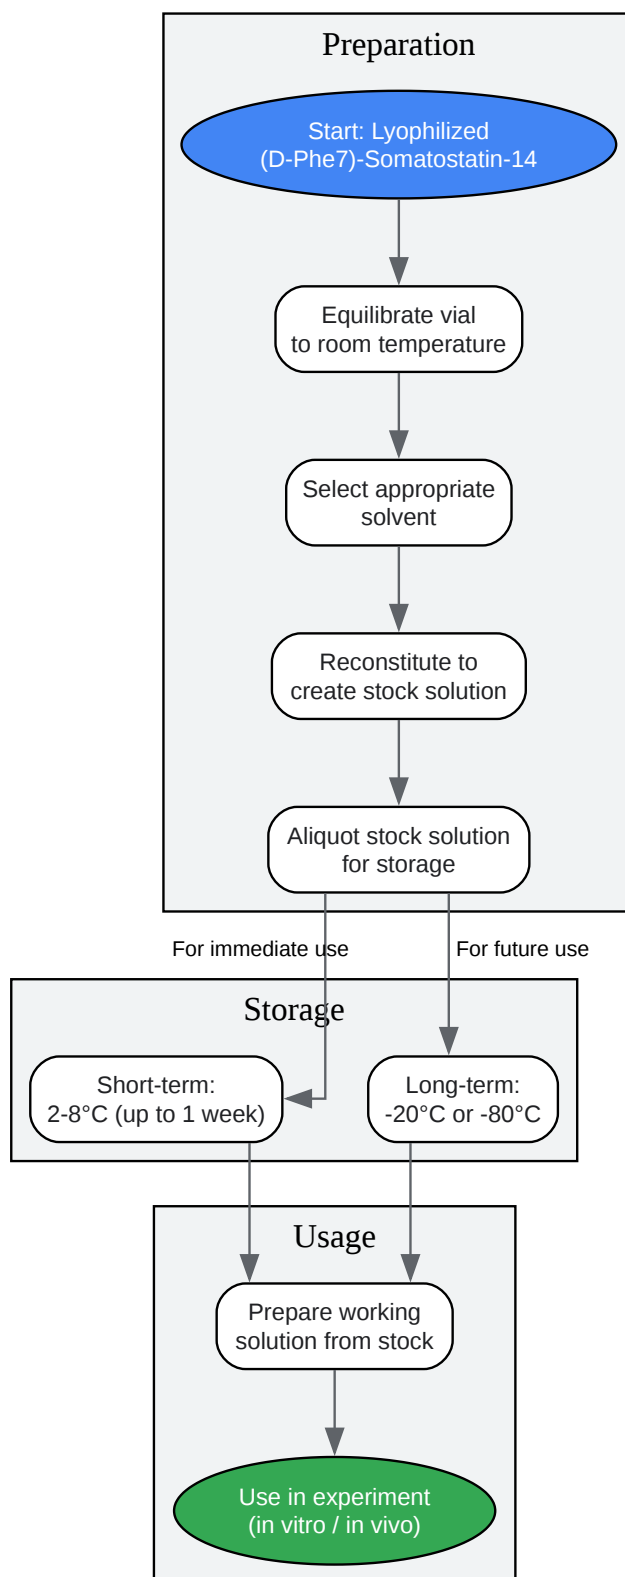 Preparation
Start: Lyophilized
(D-Phe7)-Somatostatin-14
Equilibrate vial
to room temperature
Select appropriate
solvent
Reconstitute to
create stock solution
Aliquot stock solution
for storage
For immediate use
For future use
Storage
Short-term:
2-8°C (up to 1 week)
Long-term:
-20°C or -80°C
Usage
Prepare working
solution from stock
Use in experiment
(in vitro / in vivo)